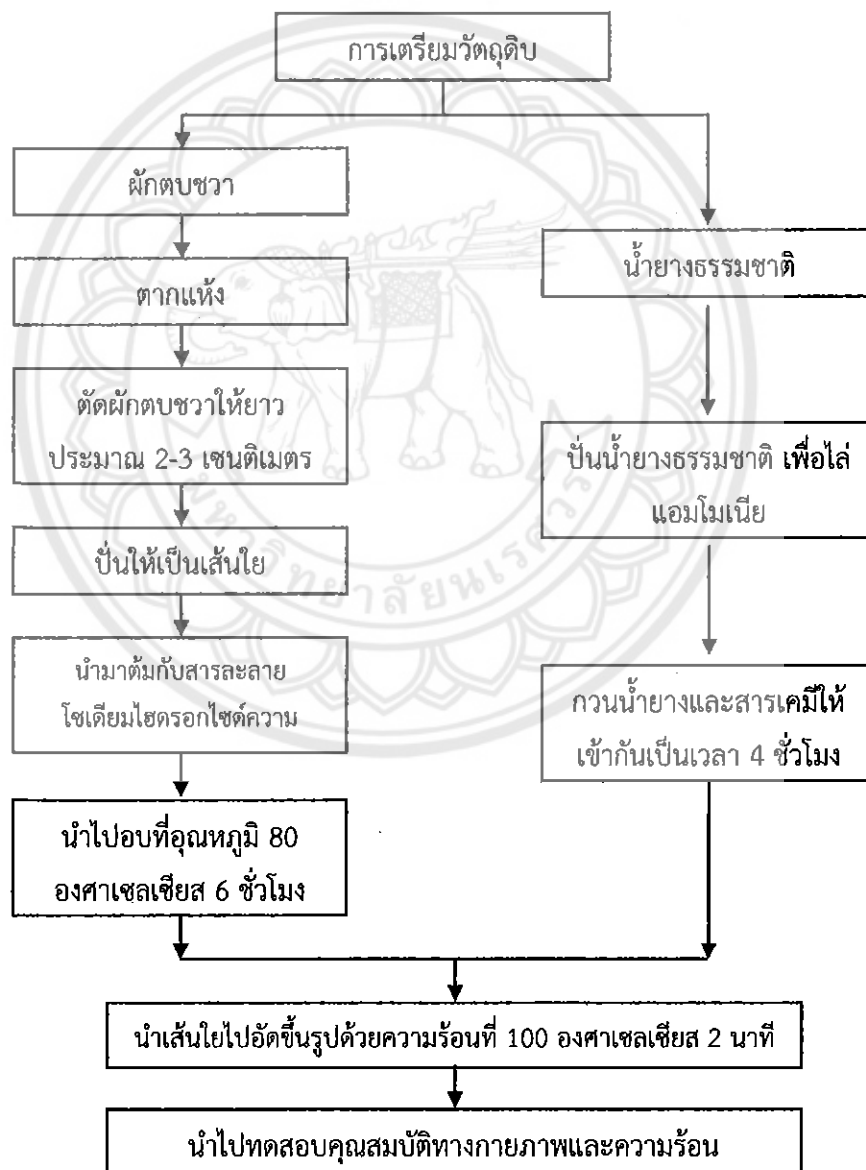 การเตรียมวัตถุดิบ
ผักตบชวา
ตากแห้ง
ตัดผักตบชวาให้ยาว
ประมาณ 2-3 เซนติเมตร
ปั่นให้เป็นเส้นใย
นำมาต้มกับสารละลาย
โซเดียมไฮดรอกไซด์ความ
นำไปอบที่อุณหภูมิ 80
องศาเซลเซียส 6 ชั่วโมง
น้ำยางธรรมชาติ
ปั่นน้ำยางธรรมชาติ เพื่อไล่
แอมโมเนีย
กวนน้ำยางและสารเคมีให้
เข้ากันเป็นเวลา 4 ชั่วโมง
นำเส้นใยไปอัดขึ้นรูปด้วยความร้อนที่ 100 องศาเซลเซียส 2 นาที
นำไปทดสอบคุณสมบัติทางกายภาพและความร้อน
มหาวิทยาลัยนเรศวร